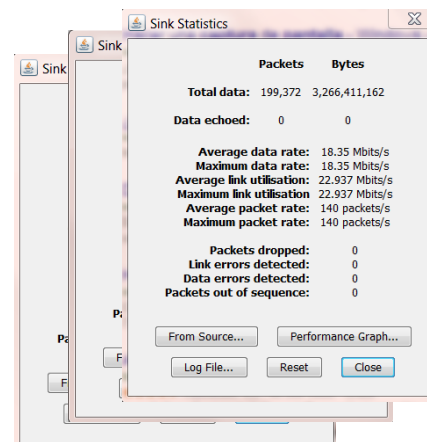 Sink Statistics
Packets Bytes
Total data: 199,372 3,266,411,162
Data echoed: 0 0
Average data rate: 18.35 Mbits/s
Maximum data rate: 18.35 Mbits/s
Average link utilisation: 22.937 Mbits/s
Maximum link utilisation 22.937 Mbits/s
Average packet rate: 140 packets/s
Maximum packet rate: 140 packets/s
Packets dropped: 0
Link errors detected: 0
Data errors detected: 0
Packets out of sequence: 0
From Source... Performance Graph...
Log File... Reset Close
Sink
Pa
F
Sink
Pa
F